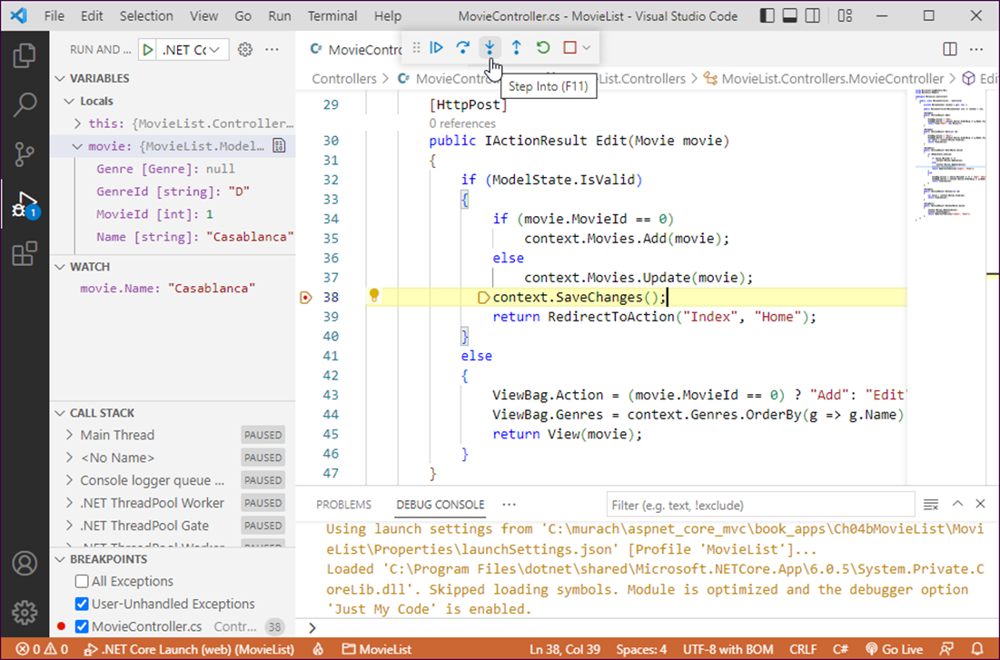 File Edit Selection View Go Run Terminal Help MovieController.cs - MovieList - Visual Studio Code
RUN AND ... .NET Cc
VARIABLES
Locals
this: {MovieList.Controller...
movie: {MovieList.Model...
Genre [Genre]: null
GenreId [string]: "D"
MovieId [int]: 1
Name [string]: "Casablanca"
WATCH
movie.Name: "Casablanca"
CALL STACK
Main Thread PAUSED
<No Name> PAUSED
Console logger queue ... PAUSED
.NET ThreadPool Worker PAUSED
.NET ThreadPool Gate PAUSED
.NET ThreadPool Worker PAUSED
BREAKPOINTS
All Exceptions
User-Unhandled Exceptions
MovieController.cs Contr... 38
1
C# MovieContr
Step Into (F11)
Controllers > C# MovieContr List.Controllers > MovieList.Controllers.MovieController > Edi
29 [HttpPost]
0 references
30 public IActionResult Edit(Movie movie)
31 {
32 if (ModelState.IsValid)
33 {
34 if (movie.MovieId == 0)
35 context.Movies.Add(movie);
36 else
37 context.Movies.Update(movie);
38 context.SaveChanges();
39 return RedirectToAction("Index", "Home");
40 }
41 else
42 {
43 ViewBag.Action = (movie.MovieId == 0) ? "Add": "Edit"
44 ViewBag.Genres = context.Genres.OrderBy(g => g.Name)
45 return View(movie);
46 }
47 }
PROBLEMS DEBUG CONSOLE ... Filter (e.g. text, !exclude)
Using launch settings from 'C:\murach\aspnet_core_mvc\book_apps\Ch04bMovieList\Movi
eList\Properties\launchSettings.json' [Profile 'MovieList']...
Loaded 'C:\Program Files\dotnet\shared\Microsoft.NETCore.App\6.0.5\System.Private.C
oreLib.dll'. Skipped loading symbols. Module is optimized and the debugger option
'Just My Code' is enabled.
>
0 0 .NET Core Launch (web) (MovieList) MovieList Ln 38, Col 39 Spaces: 4 UTF-8 with BOM CRLF C# Go Live